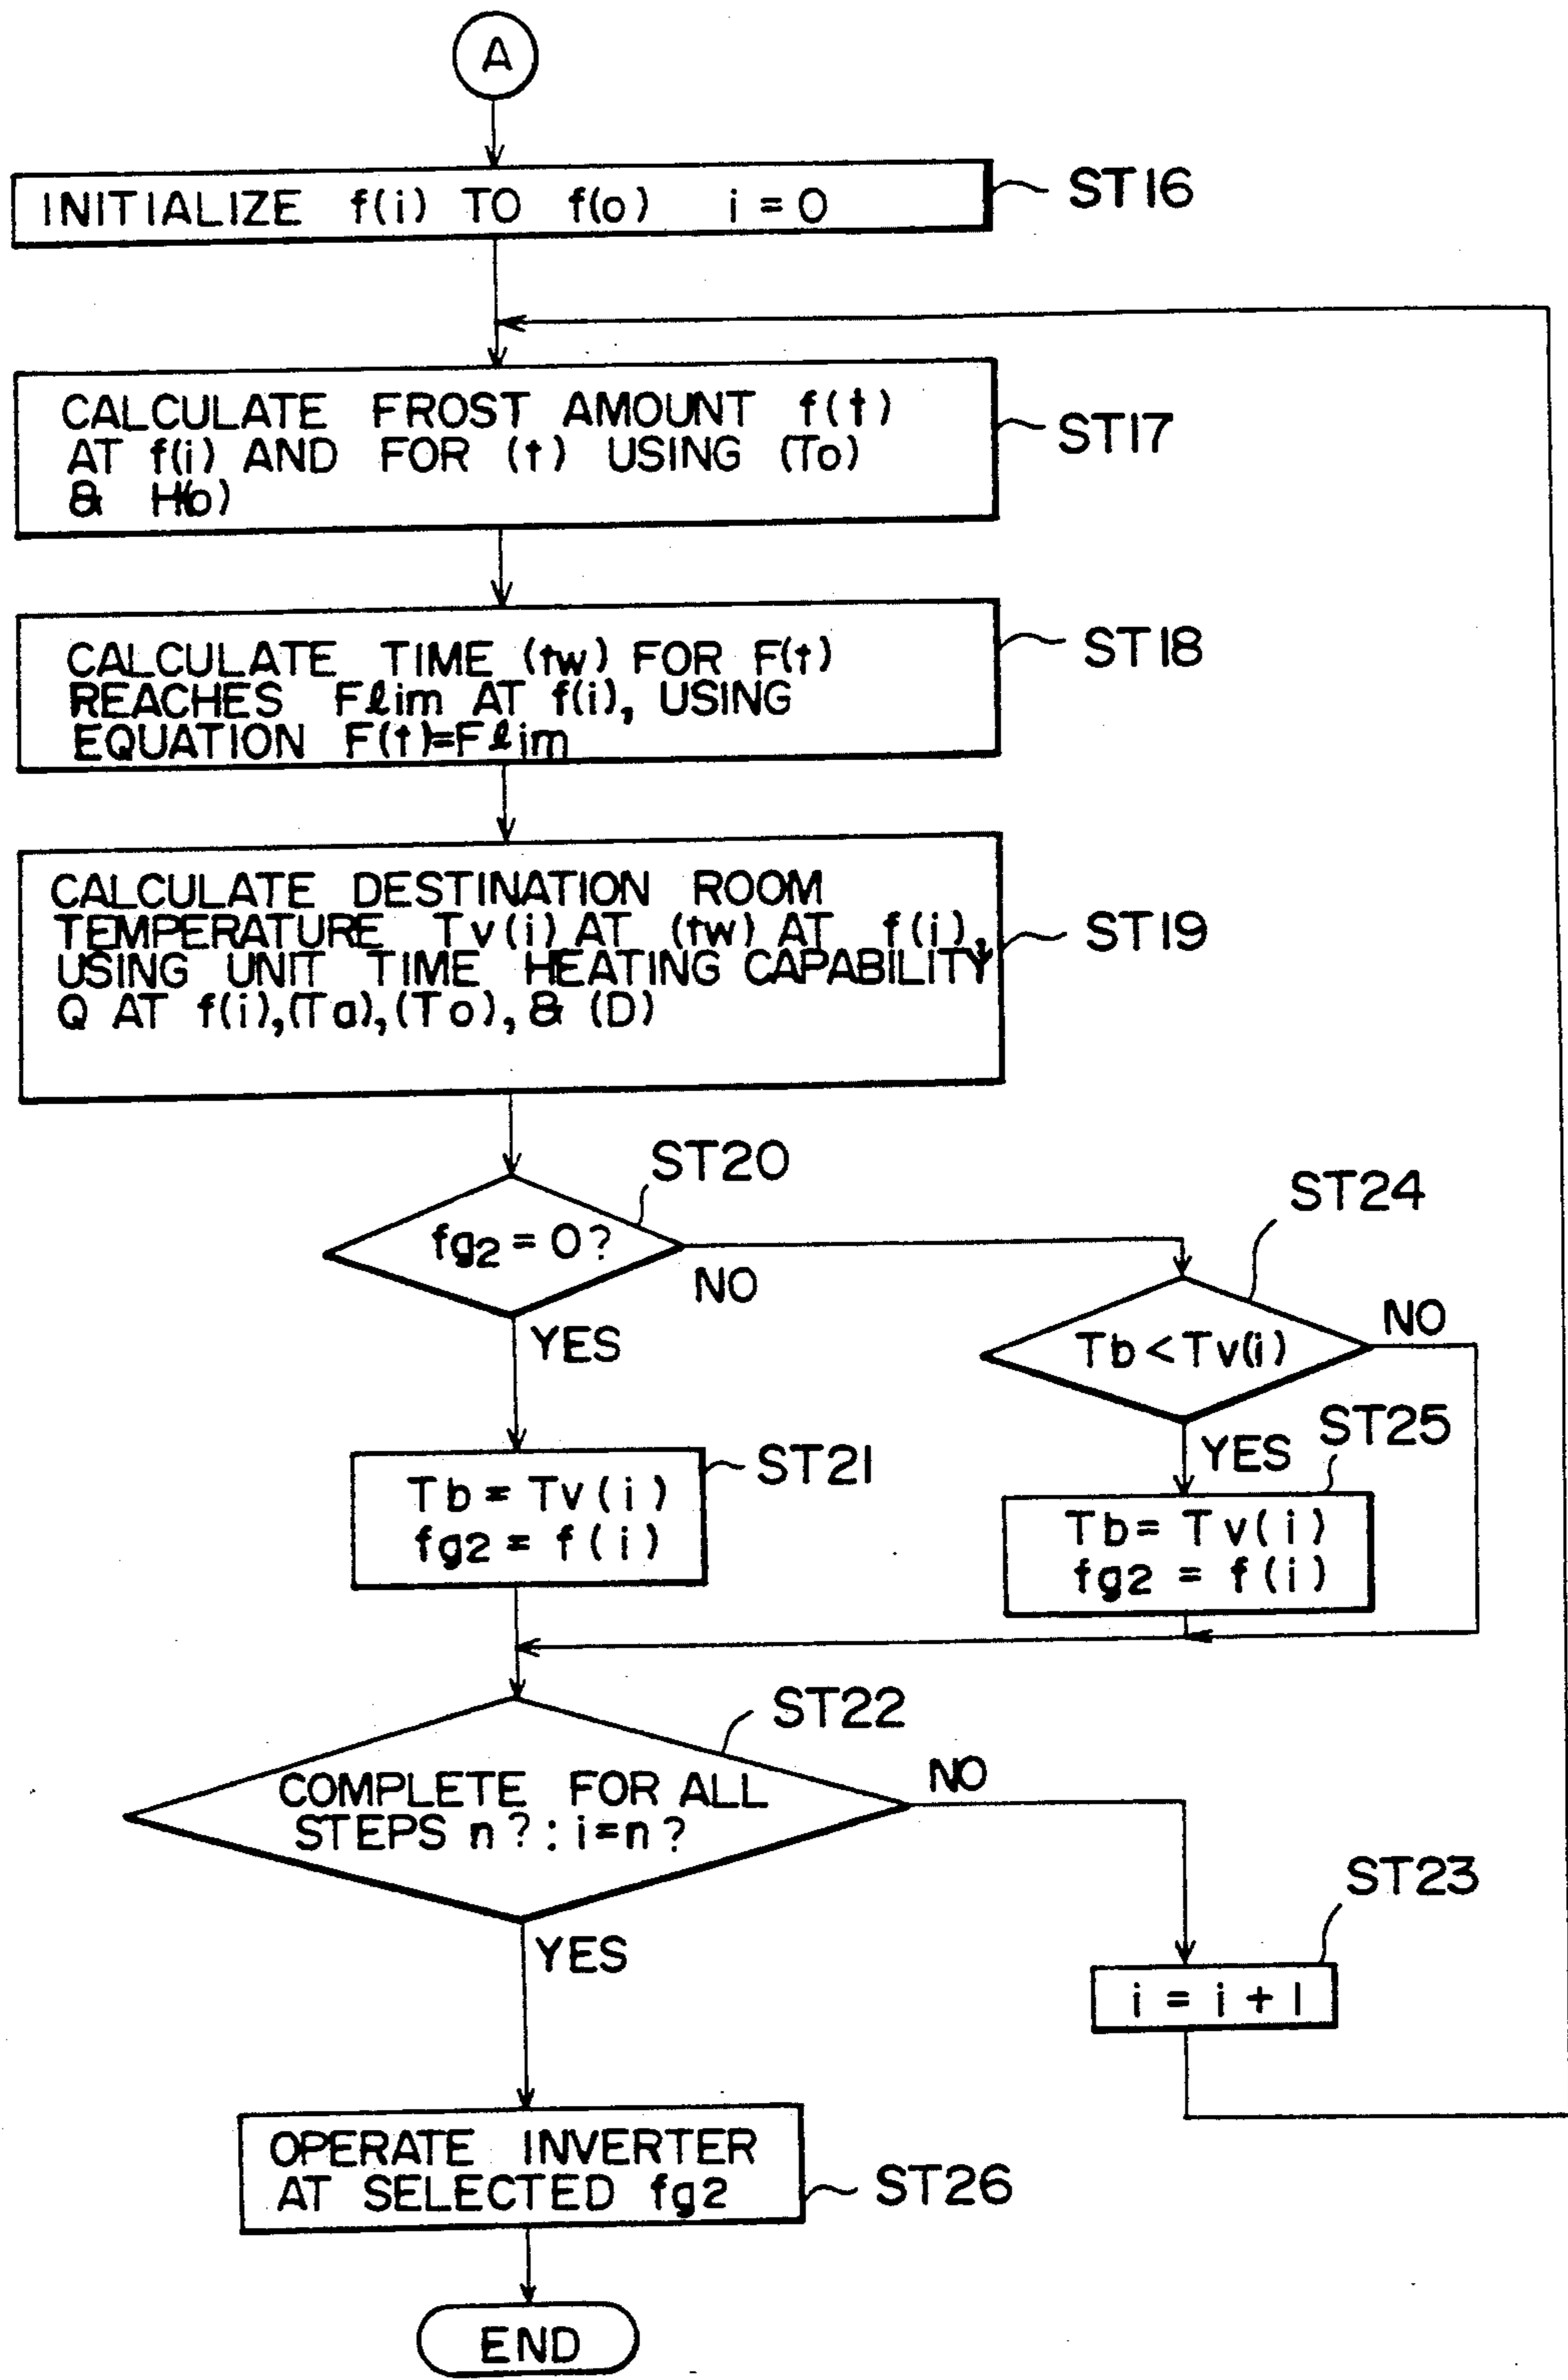 A
INITIALIZE f(i) TO f(o) i = 0
ST16
CALCULATE FROST AMOUNT f(t)
AT f(i) AND FOR (t) USING (To)
& H(o)
ST17
CALCULATE TIME (tw) FOR F(t)
REACHES Fℓim AT f(i), USING
EQUATION F(t)=Fℓim
ST18
CALCULATE DESTINATION ROOM
TEMPERATURE Tv(i) AT (tw) AT f(i),
USING UNIT TIME HEATING CAPABILITY
Q AT f(i),(Ta),(To), & (D)
ST19
ST20
fg2 = 0?
NO
YES
ST24
Tb < Tv(i)
NO
YES
ST21
Tb = Tv(i)
fg2 = f(i)
ST25
Tb = Tv(i)
fg2 = f(i)
ST22
COMPLETE FOR ALL
STEPS n? : i=n?
NO
YES
ST23
i = i + 1
OPERATE INVERTER
AT SELECTED fg2
ST26
END